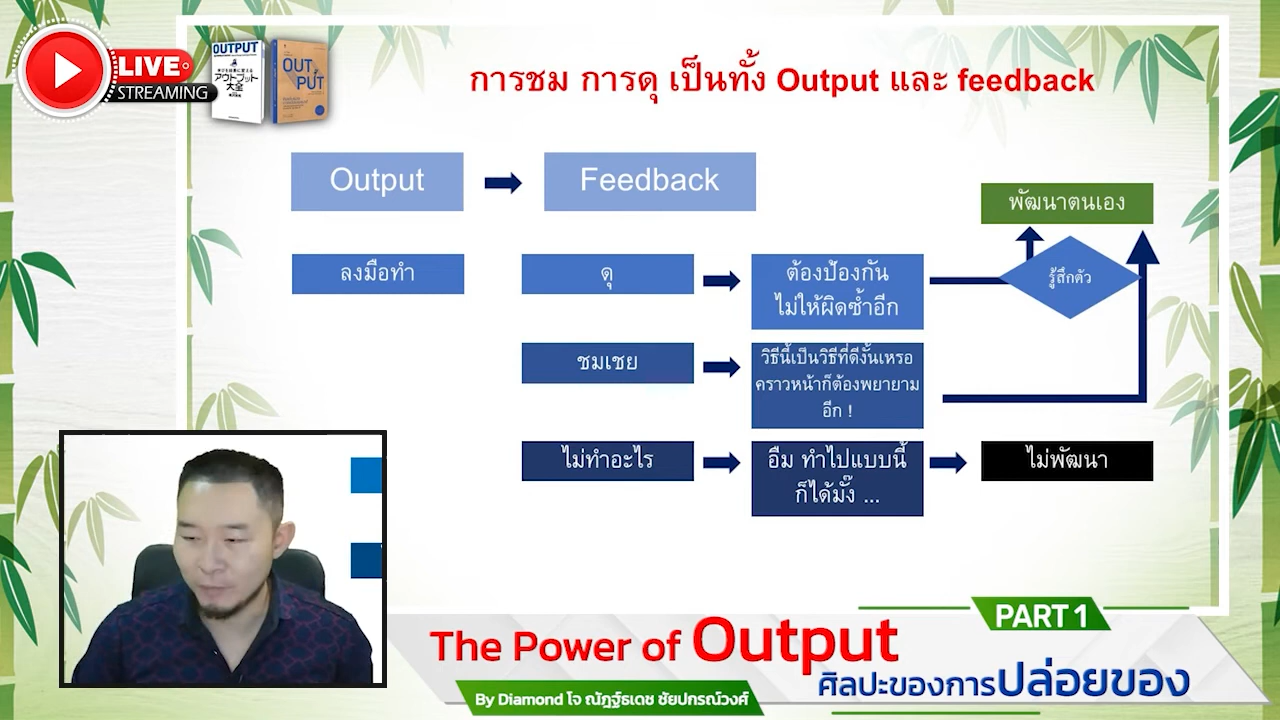 LIVE
STREAMING
OUTPUT
アウトプット
大全
OUT
PUT
การชม การดุ เป็นทั้ง Output และ feedback
Output
Feedback
พัฒนาตนเอง
ลงมือทำ
ดุ
ต้องป้องกัน
ไม่ให้ผิดซ้ำอีก
รู้สึกตัว
ชมเชย
วิธีนี้เป็นวิธีที่ดีงั้นเหรอ
คราวหน้าก็ต้องพยายาม
อีก !
ไม่ทำอะไร
อืม ทำไปแบบนี้
ก็ได้มั๊ง ...
ไม่พัฒนา
PART 1
The Power of Output
ศิลปะของการปล่อยของ
By Diamond โจ ณัฏฐ์ธเดช ชัยปกรณ์วงศ์